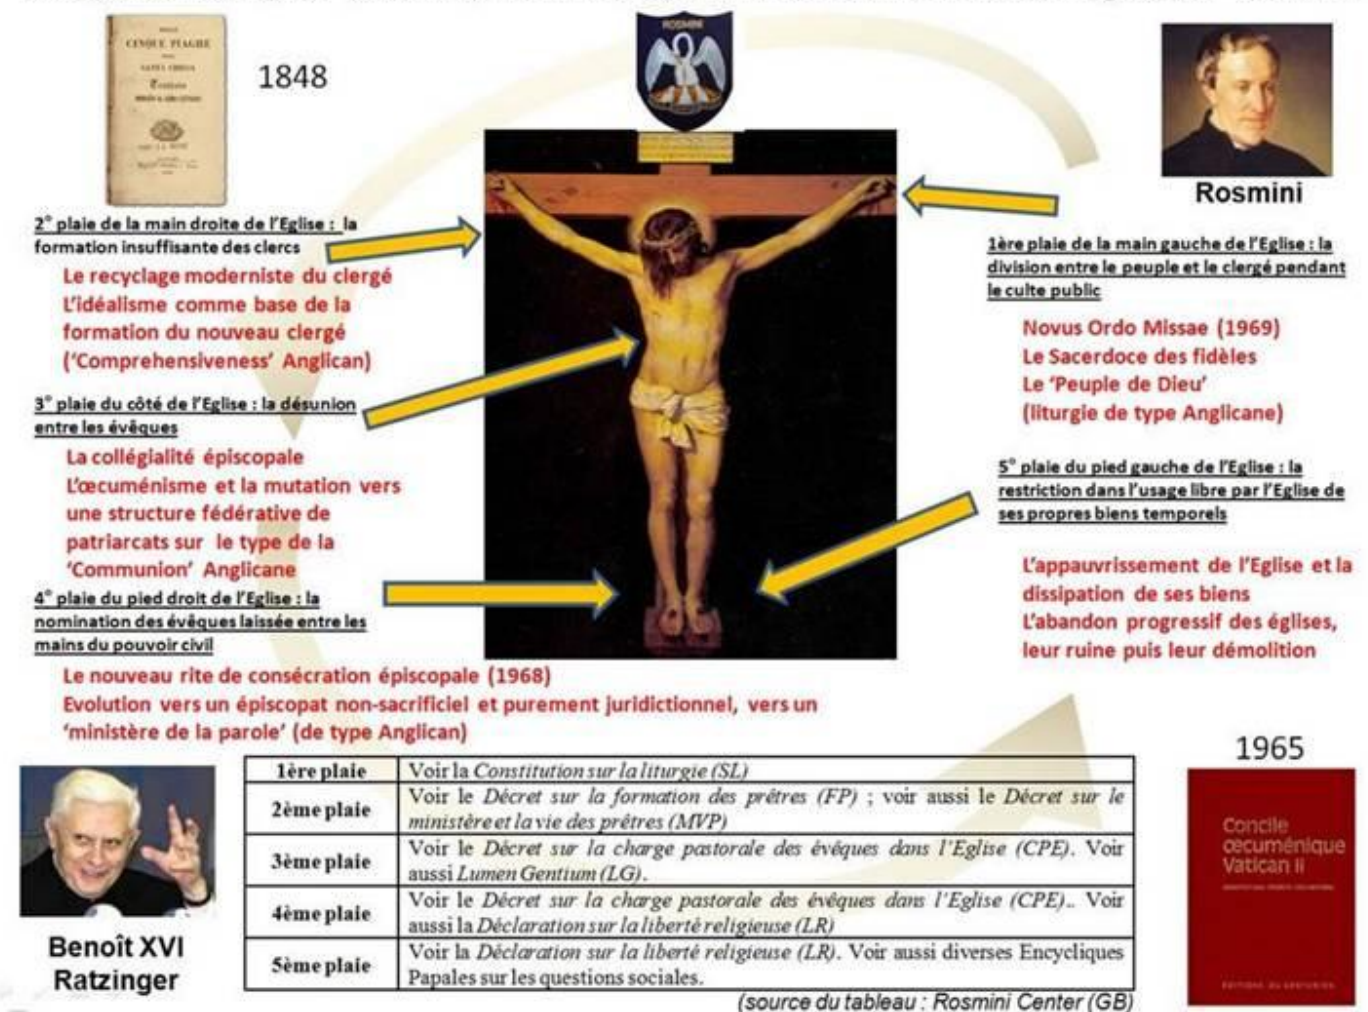 CINQUE PIAGHE
1848
ROSMINI
Rosmini
2° plaie de la main droite de l'Eglise : la
formation insuffisante des clercs
Le recyclage moderniste du clergé
L'idéalisme comme base de la
formation du nouveau clergé
('Comprehensiveness' Anglican)
3° plaie du côté de l'Eglise : la désunion
entre les évêques
La collégialité épiscopale
L'œcuménisme et la mutation vers
une structure fédérative de
patriarcats sur le type de la
'Communion' Anglicane
4° plaie du pied droit de l'Eglise : la
nomination des évêques laissée entre les
mains du pouvoir civil
Le nouveau rite de consécration épiscopale (1968)
Evolution vers un épiscopat non-sacrificiel et purement juridictionnel, vers un
'ministère de la parole' (de type Anglican)
1ère plaie de la main gauche de l'Eglise : la
division entre le peuple et le clergé pendant
le culte public
Novus Ordo Missae (1969)
Le Sacerdoce des fidèles
Le 'Peuple de Dieu'
(liturgie de type Anglicane)
5° plaie du pied gauche de l'Eglise : la
restriction dans l'usage libre par l'Eglise de
ses propres biens temporels
L'appauvrissement de l'Eglise et la
dissipation de ses biens
L'abandon progressif des églises,
leur ruine puis leur démolition
Benoît XVI
Ratzinger
1ère plaie Voir la Constitution sur la liturgie (SL)
2ème plaie Voir le Décret sur la formation des prêtres (FP) ; voir aussi le Décret sur le
ministère et la vie des prêtres (MVP)
3ème plaie Voir le Décret sur la charge pastorale des évêques dans l'Eglise (CPE). Voir
aussi Lumen Gentium (LG).
4ème plaie Voir le Décret sur la charge pastorale des évêques dans l'Eglise (CPE).. Voir
aussi la Déclaration sur la liberté religieuse (LR)
5ème plaie Voir la Déclaration sur la liberté religieuse (LR). Voir aussi diverses Encycliques
Papales sur les questions sociales.
(source du tableau : Rosmini Center (GB)
1965
Concile
œcuménique
Vatican II